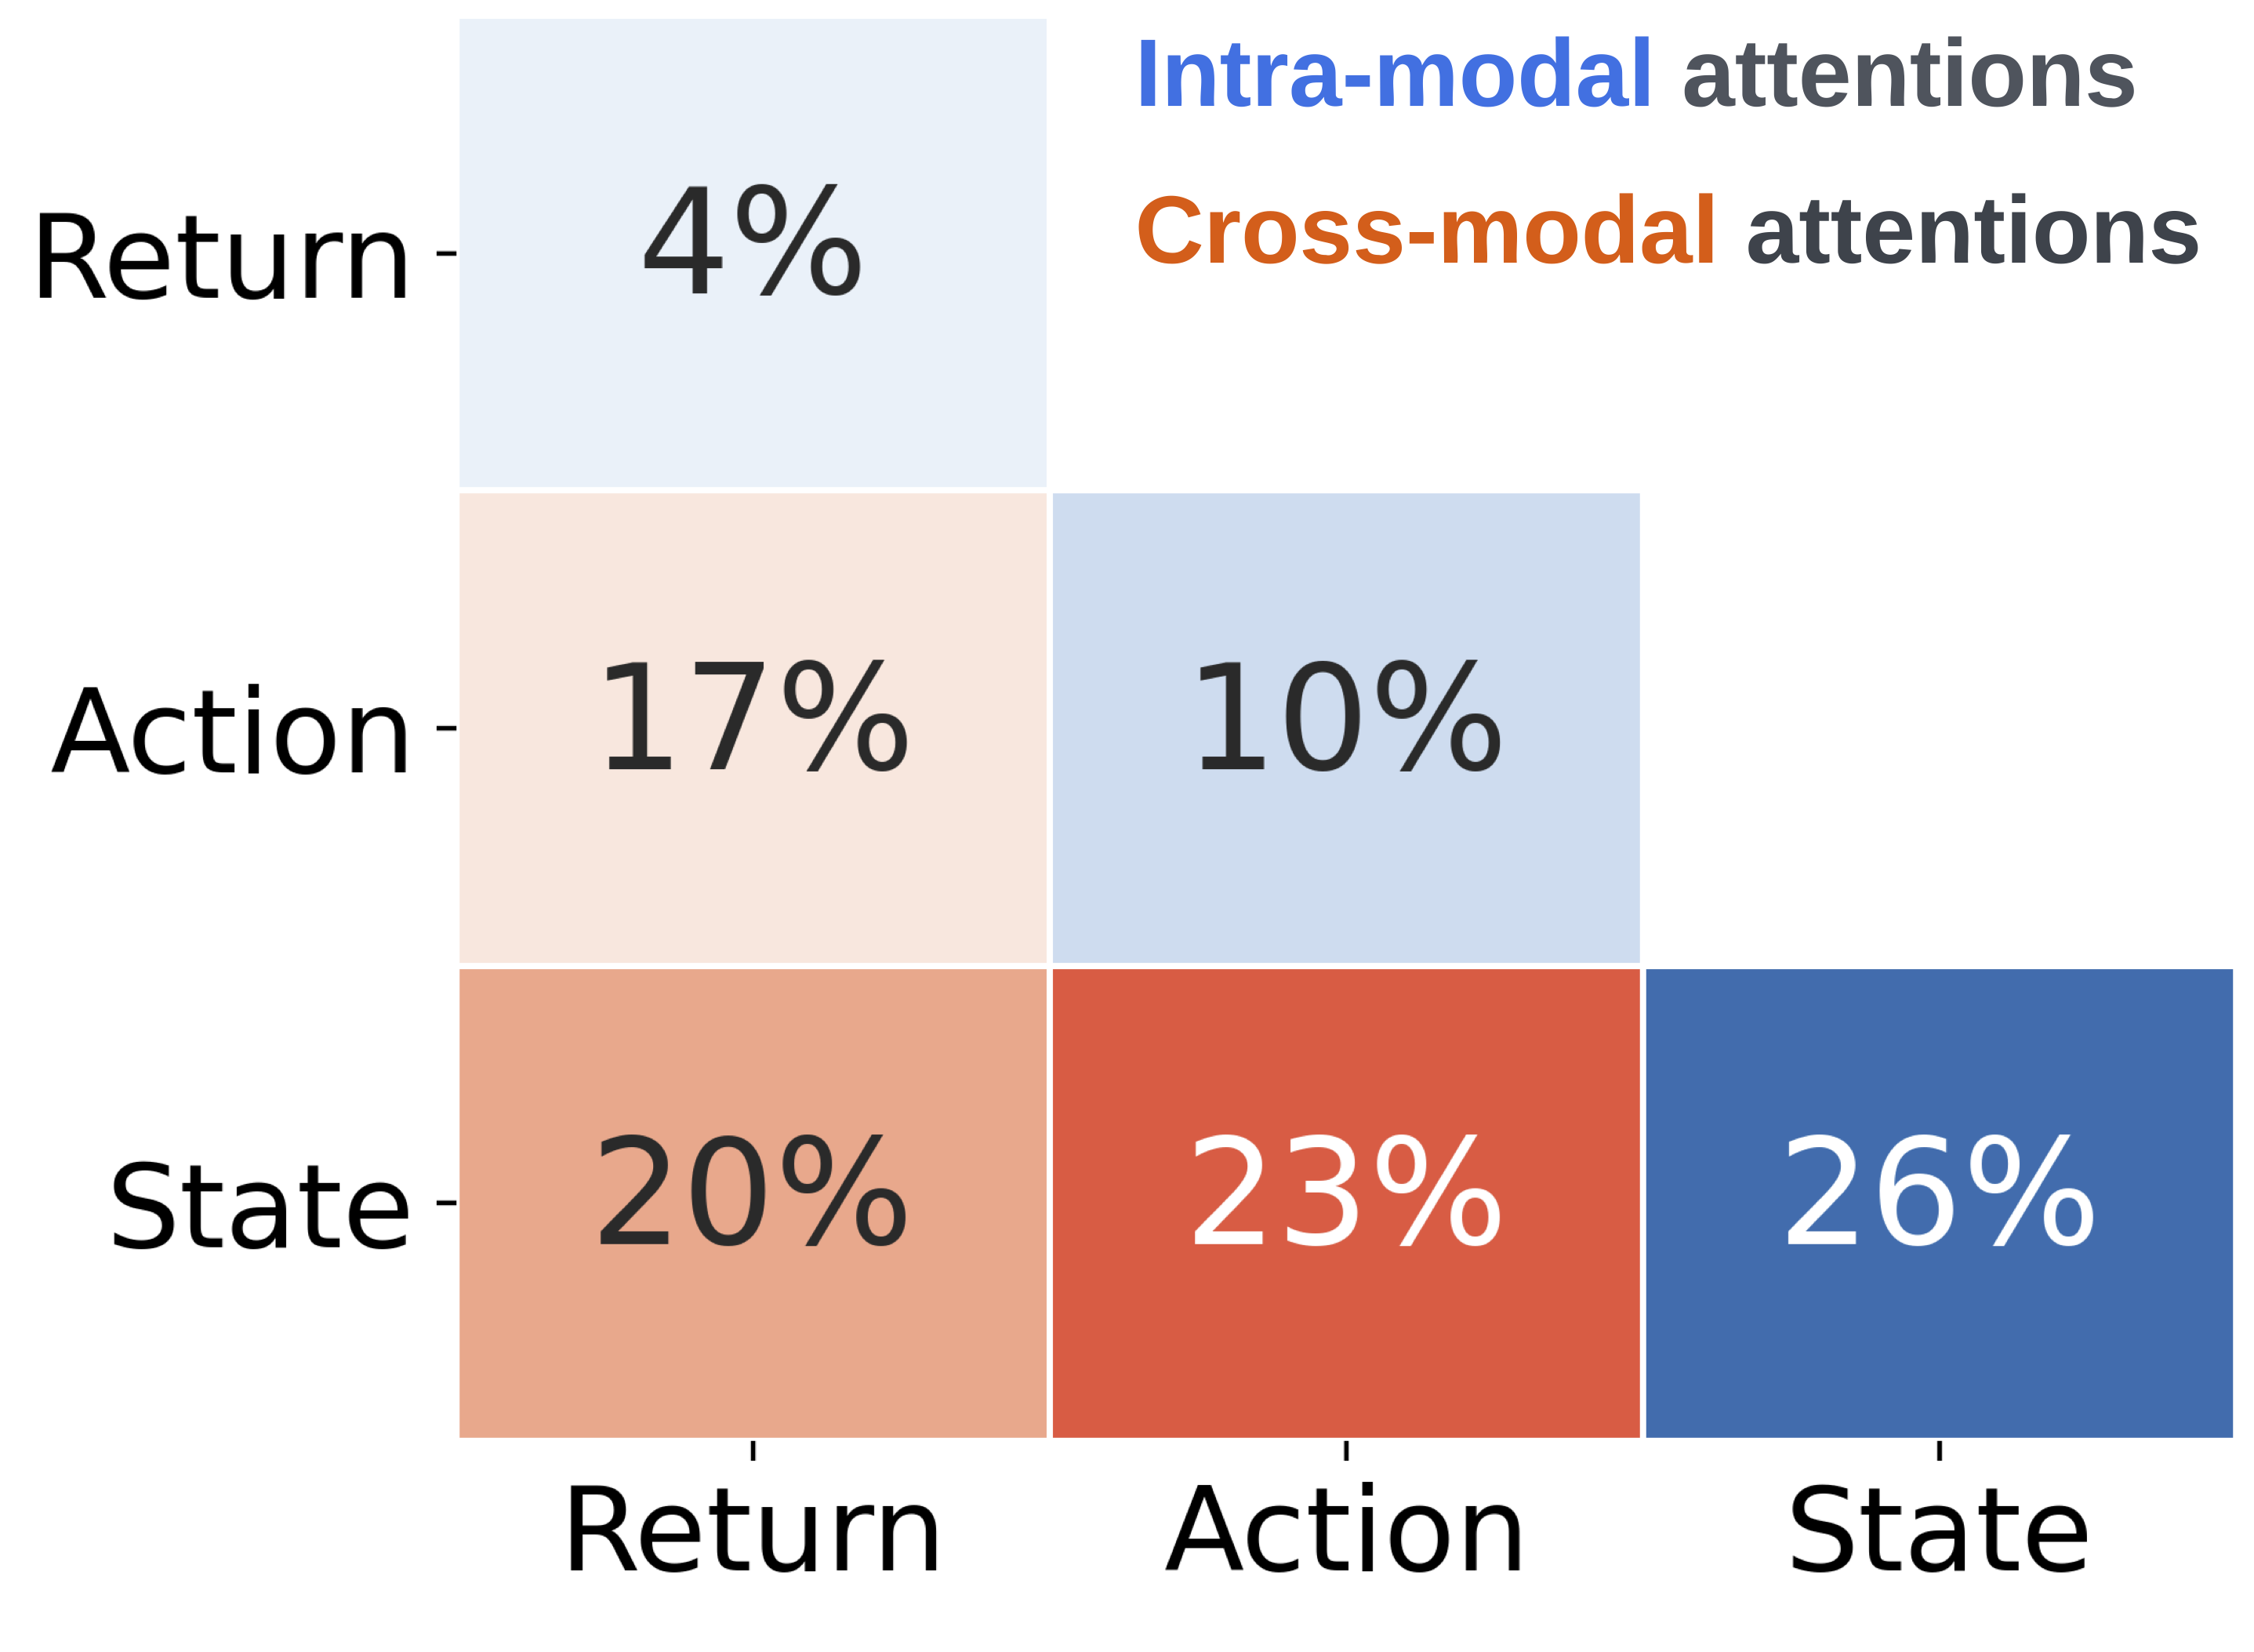 Intra-modal attentions
Cross-modal attentions
Return 4%
Action 17% 10%
State 20% 23% 26%
Return Action State